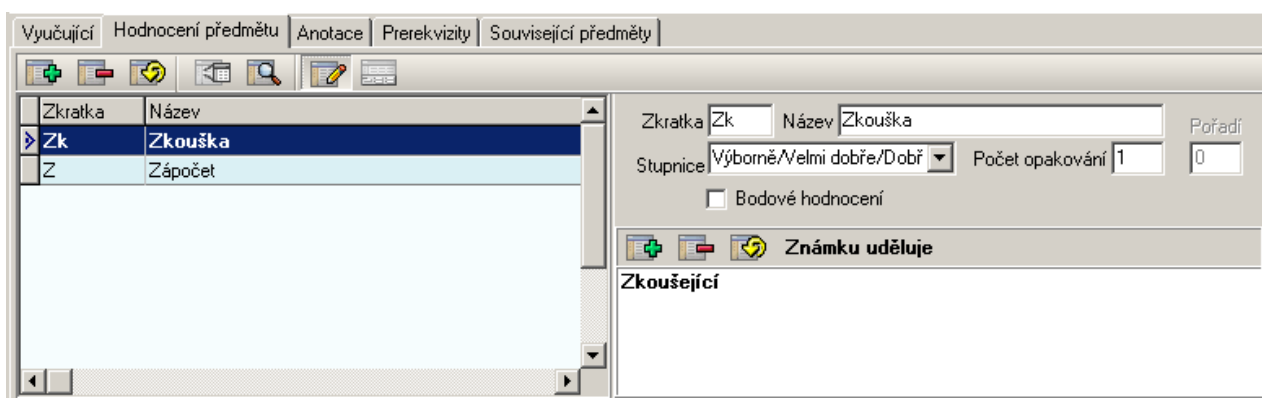 Vyučující Hodnocení předmětu Anotace Prerekvizity Související předměty
Zkratka Název
Zk Zkouška
Z Zápočet
Zkratka Zk Název Zkouška Pořadí
Stupnice Výborně/Velmi dobře/Dobř Počet opakování 1 0
Bodové hodnocení
Známku uděluje
Zkoušející